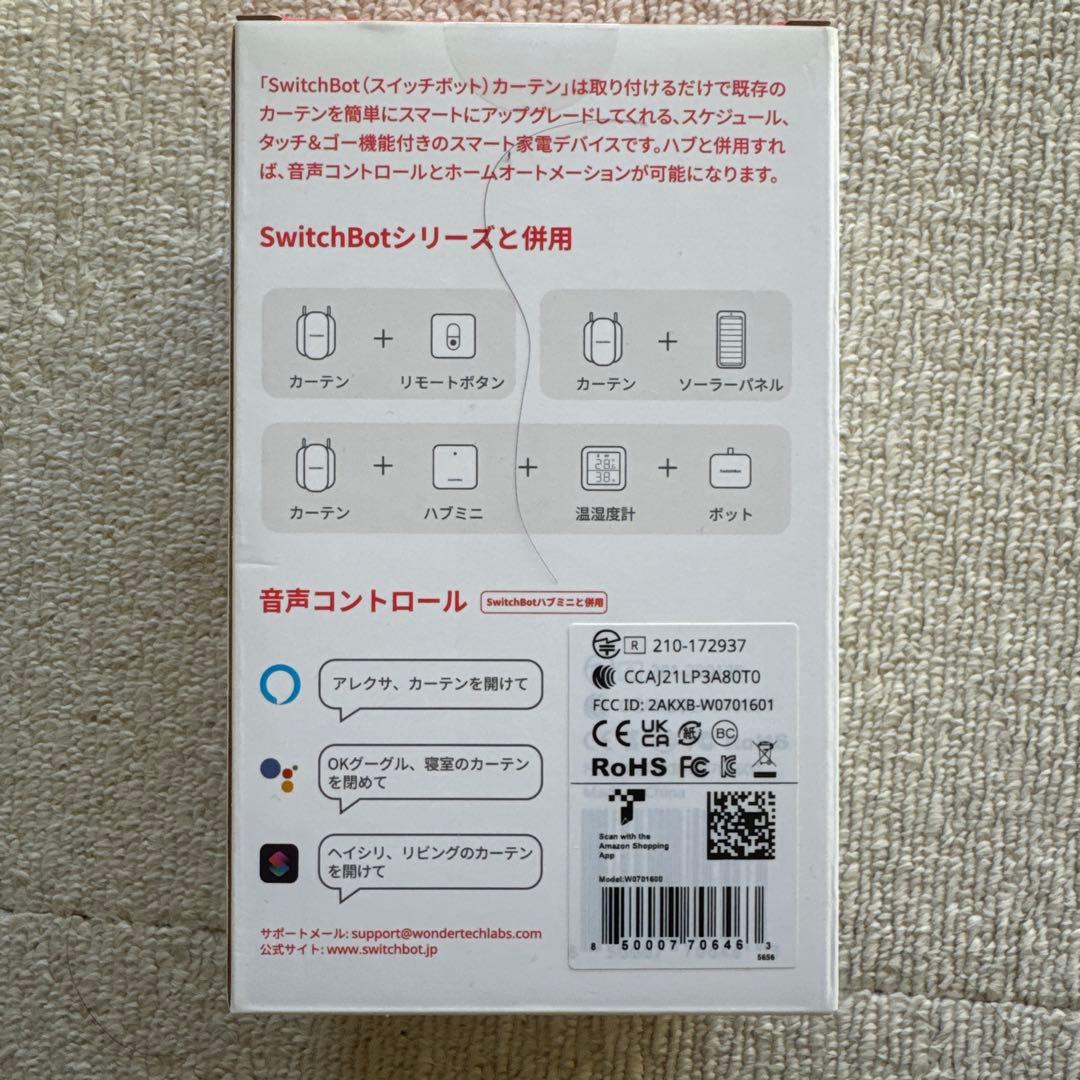 「SwitchBot（スイッチボット）カーテン」は取り付けるだけで既存の
カーテンを簡単にスマートにアップグレードしてくれる、スケジュール、
タッチ&ゴー機能付きのスマート家電デバイスです。ハブと併用すれ
ば、音声コントロールとホームオートメーションが可能になります。
SwitchBotシリーズと併用
カーテン + リモートボタン
カーテン + ソーラーパネル
カーテン + ハブミニ + 温湿度計 + ボット
音声コントロール SwitchBotハブミニと併用
アレクサ、カーテンを開けて
OKグーグル、寝室のカーテン
を閉めて
ヘイシリ、リビングのカーテン
を開けて
サポートメール: support@wondertechlabs.com
公式サイト: www.switchbot.jp
R 210-172937
CCAJ21LP3A80T0
FCC ID: 2AKXB-W0701601
CE UKCA 紙 BC
RoHS FC
Scan with the
Amazon Shopping
App
Model:W0701600
8 50007 70646 3
5656